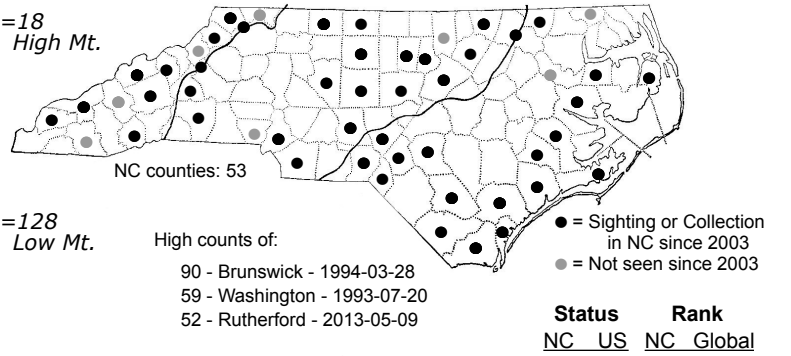 =18
High Mt.
NC counties: 53
=128
Low Mt.
High counts of:
90 - Brunswick - 1994-03-28
59 - Washington - 1993-07-20
52 - Rutherford - 2013-05-09
= Sighting or Collection
in NC since 2003
= Not seen since 2003
Status Rank
NC US NC Global